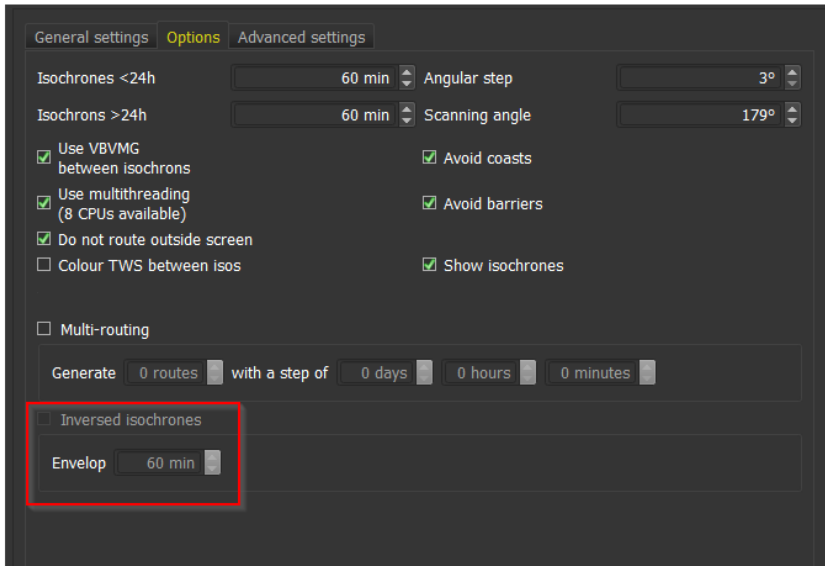 General settings Options Advanced settings
Isochrones <24h 60 min Angular step 3º
Isochrons >24h 60 min Scanning angle 179º
Use VBVMG
between isochrons
Avoid coasts
Use multithreading
(8 CPUs available)
Avoid barriers
Do not route outside screen
Colour TWS between isos Show isochrones
Multi-routing
Generate 0 routes with a step of 0 days 0 hours 0 minutes
Inversed isochrones
Envelop 60 min